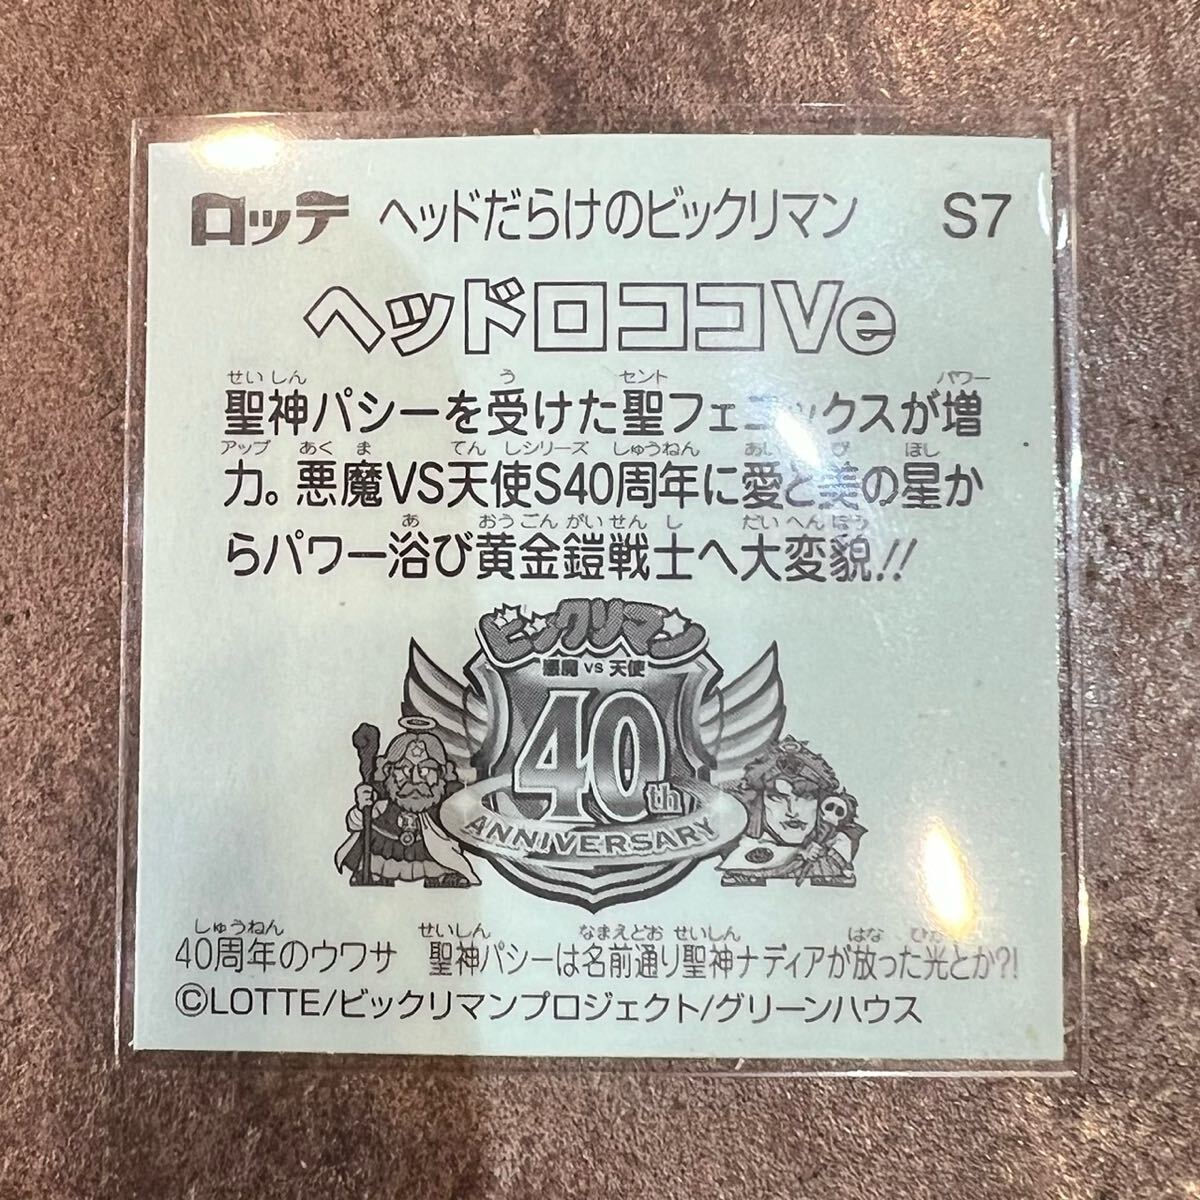 ロッテ ヘッドだらけのビックリマン S7
ヘッドロココVe
せいしん う セント パワー
聖神パシーを受けた聖フェニックスが増
アップ あくま てんしシリーズ しゅうねん あい び ほし
力。悪魔VS天使S40周年に愛と美の星か
あ おうごんがいせんし だいへんぼう
らパワー浴び黄金鎧戦士へ大変貌!!
ビックリマン
悪魔 VS 天使
40th
ANNIVERSARY
しゅうねん せいしん なまえどお せいしん はな ひかり
40周年のウワサ 聖神パシーは名前通り聖神ナディアが放った光とか?!
©LOTTE/ビックリマンプロジェクト/グリーンハウス